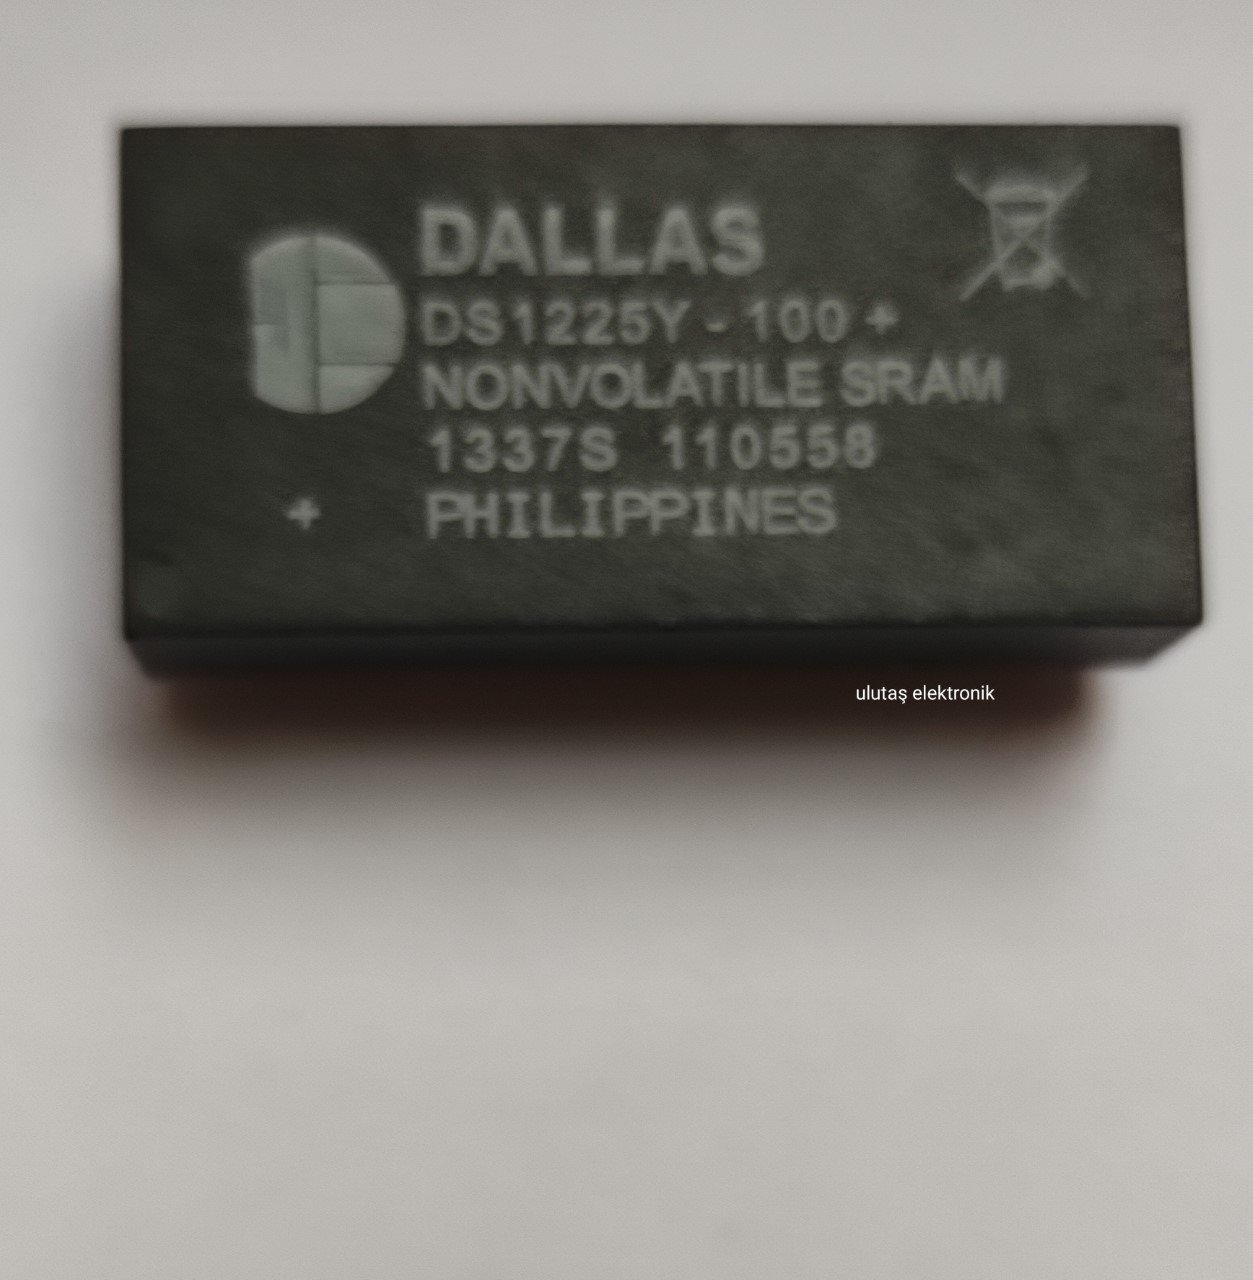 DALLAS
DS1225Y - 100 +
NONVOLATILE SRAM
1337S 110558
+ PHILIPPINES
ulutaş elektronik